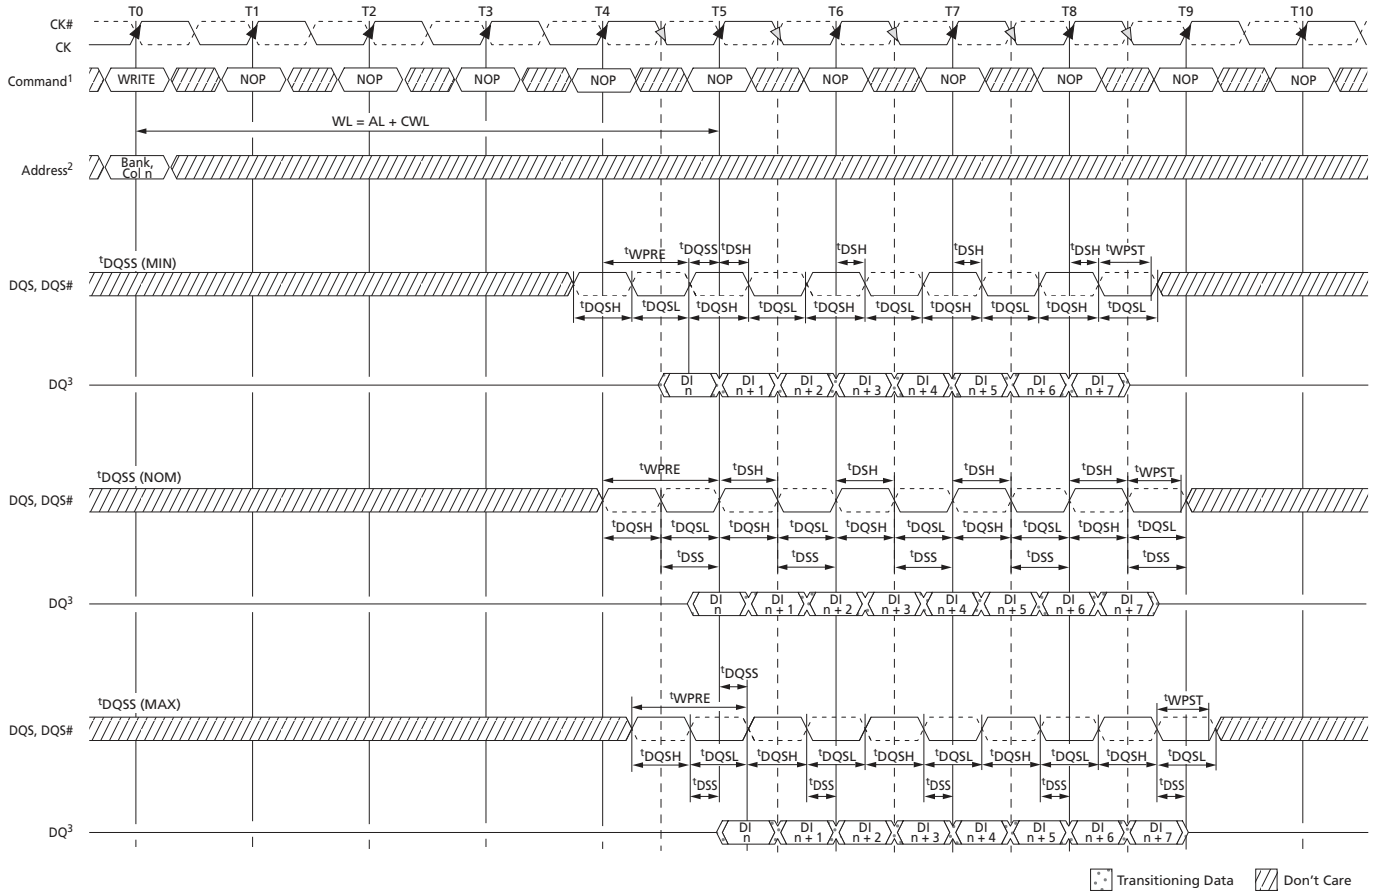 T0 T1 T2 T3 T4 T5 T6 T7 T8 T9 T10
CK#
CK
Command¹ WRITE NOP NOP NOP NOP NOP NOP NOP NOP NOP NOP
WL = AL + CWL
Address² Bank, Col n
tDQSS (MIN) tWPRE tDQSS tDSH tDSH tDSH tDSH tWPST
DQS, DQS#
tDQSH tDQSL tDQSH tDQSL tDQSH tDQSL tDQSH tDQSL tDQSH tDQSL
DQ³ DI n DI n + 1 DI n + 2 DI n + 3 DI n + 4 DI n + 5 DI n + 6 DI n + 7
tDQSS (NOM) tWPRE tDSH tDSH tDSH tDSH tWPST
DQS, DQS#
tDQSH tDQSL tDQSH tDQSL tDQSH tDQSL tDQSH tDQSL tDQSH tDQSL
tDSS tDSS tDSS tDSS tDSS
DQ³ DI n DI n + 1 DI n + 2 DI n + 3 DI n + 4 DI n + 5 DI n + 6 DI n + 7
tDQSS
tDQSS (MAX) tWPRE tWPST
DQS, DQS#
tDQSH tDQSL tDQSH tDQSL tDQSH tDQSL tDQSH tDQSL tDQSH tDQSL
tDSS tDSS tDSS tDSS tDSS
DQ³ DI n DI n + 1 DI n + 2 DI n + 3 DI n + 4 DI n + 5 DI n + 6 DI n + 7
Transitioning Data Don't Care